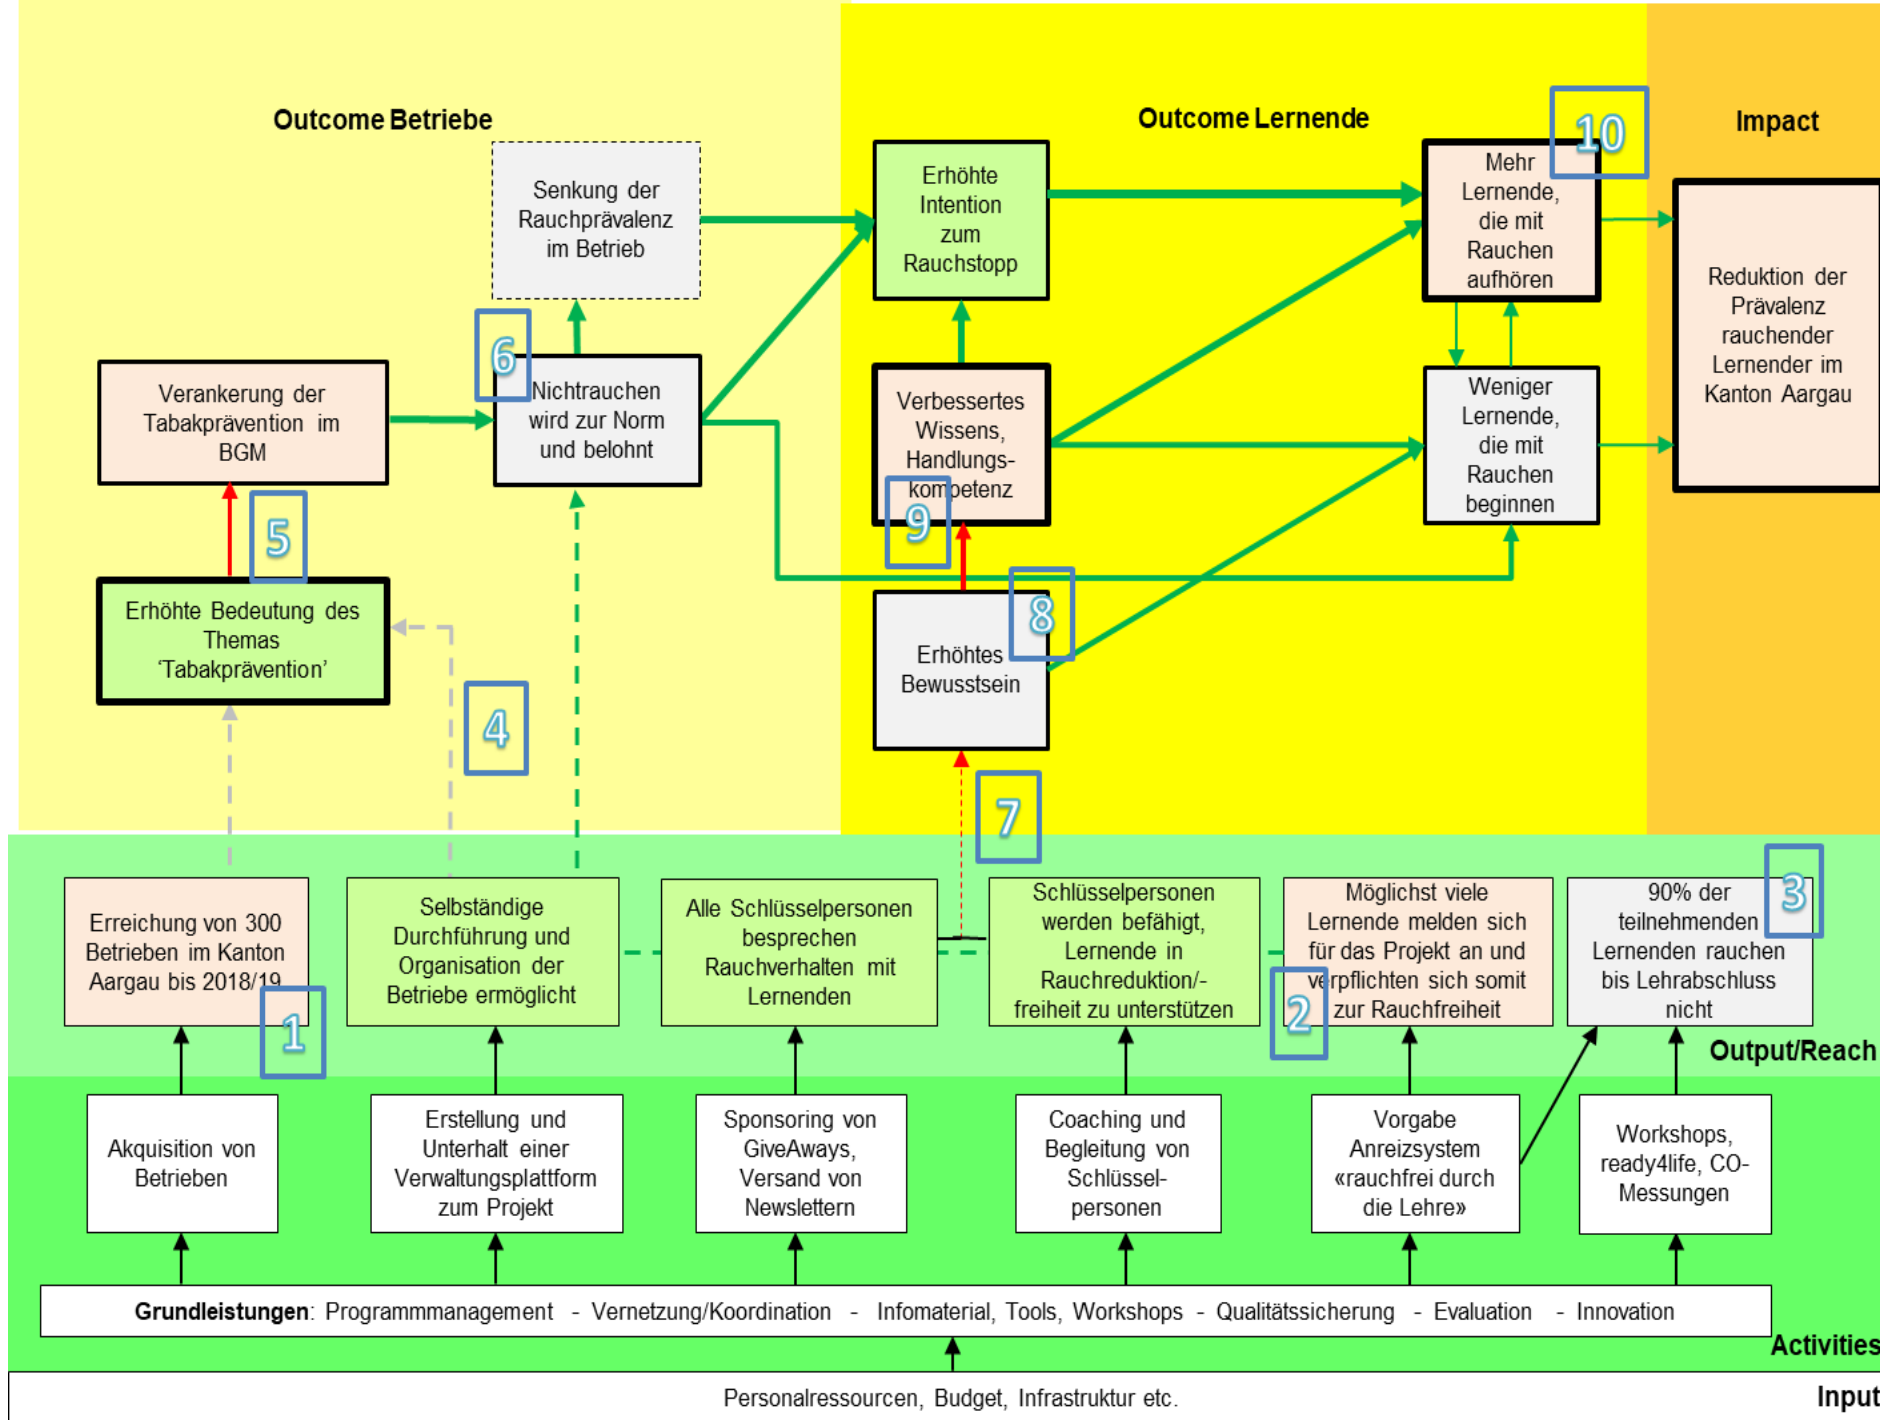 Outcome Betriebe
Outcome Lernende
Impact
10
Senkung der
Rauchprävalenz
im Betrieb
Erhöhte
Intention
zum
Rauchstopp
Mehr
Lernende,
die mit
Rauchen
aufhören
Reduktion der
Prävalenz
rauchender
Lernender im
Kanton Aargau
6
Verankerung der
Tabakprävention im
BGM
Nichtrauchen
wird zur Norm
und belohnt
Verbessertes
Wissens,
Handlungs-
kompetenz
Weniger
Lernende,
die mit
Rauchen
beginnen
5
9
Erhöhte Bedeutung des
Themas
‘Tabakprävention’
8
Erhöhtes
Bewusstsein
4
7
Erreichung von 300
Betrieben im Kanton
Aargau bis 2018/19
1
Selbständige
Durchführung und
Organisation der
Betriebe ermöglicht
Alle Schlüsselpersonen
besprechen
Rauchverhalten mit
Lernenden
Schlüsselpersonen
werden befähigt,
Lernende in
Rauchreduktion/-
freiheit zu unterstützen
Möglichst viele
Lernende melden sich
für das Projekt an und
verpflichten sich somit
zur Rauchfreiheit
2
90% der
teilnehmenden
Lernenden rauchen
bis Lehrabschluss
nicht
3
Output/Reach
Akquisition von
Betrieben
Erstellung und
Unterhalt einer
Verwaltungsplattform
zum Projekt
Sponsoring von
GiveAways,
Versand von
Newslettern
Coaching und
Begleitung von
Schlüssel-
personen
Vorgabe
Anreizsystem
«rauchfrei durch
die Lehre»
Workshops,
ready4life, CO-
Messungen
Grundleistungen: Programmmanagement - Vernetzung/Koordination - Infomaterial, Tools, Workshops - Qualitätssicherung - Evaluation - Innovation
Activities
Personalressourcen, Budget, Infrastruktur etc.
Input